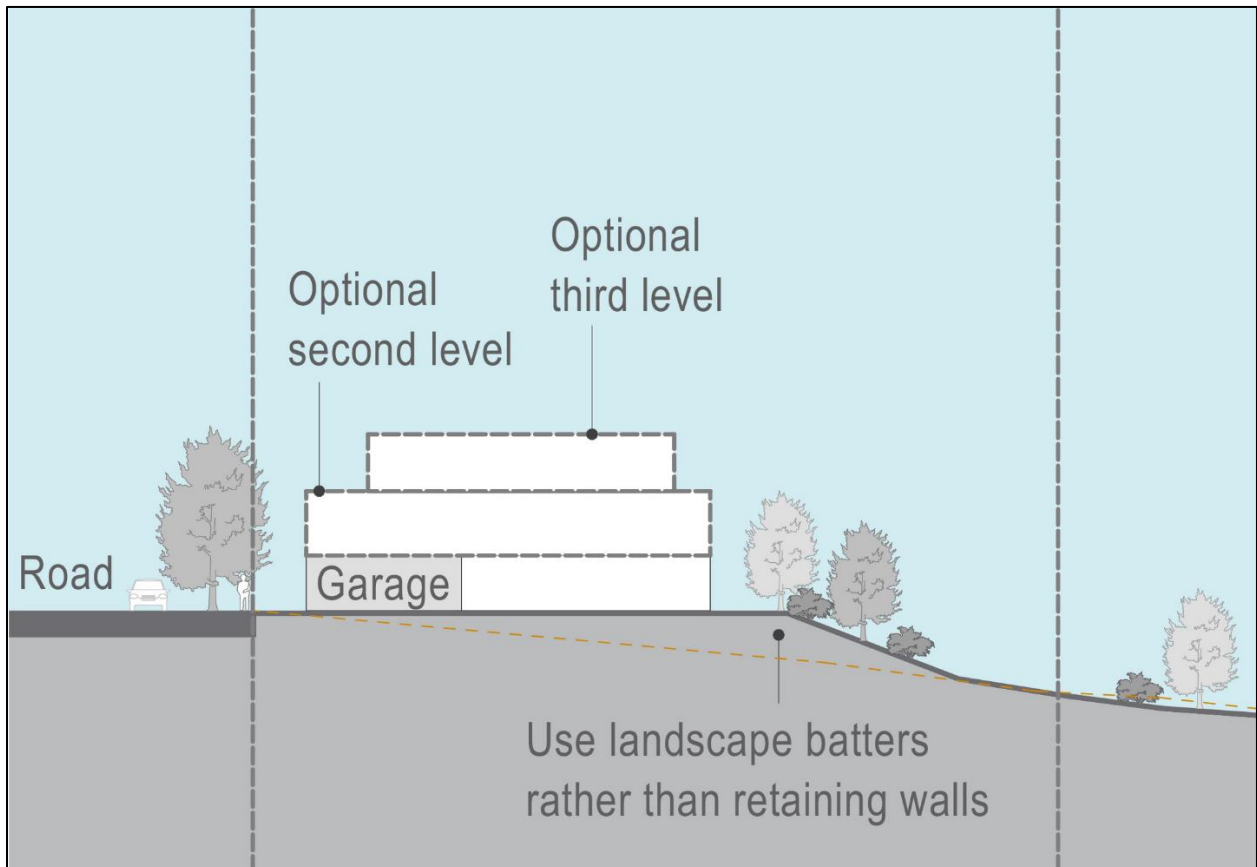 Optional
third level
Optional
second level
Road
Garage
Use landscape batters
rather than retaining walls